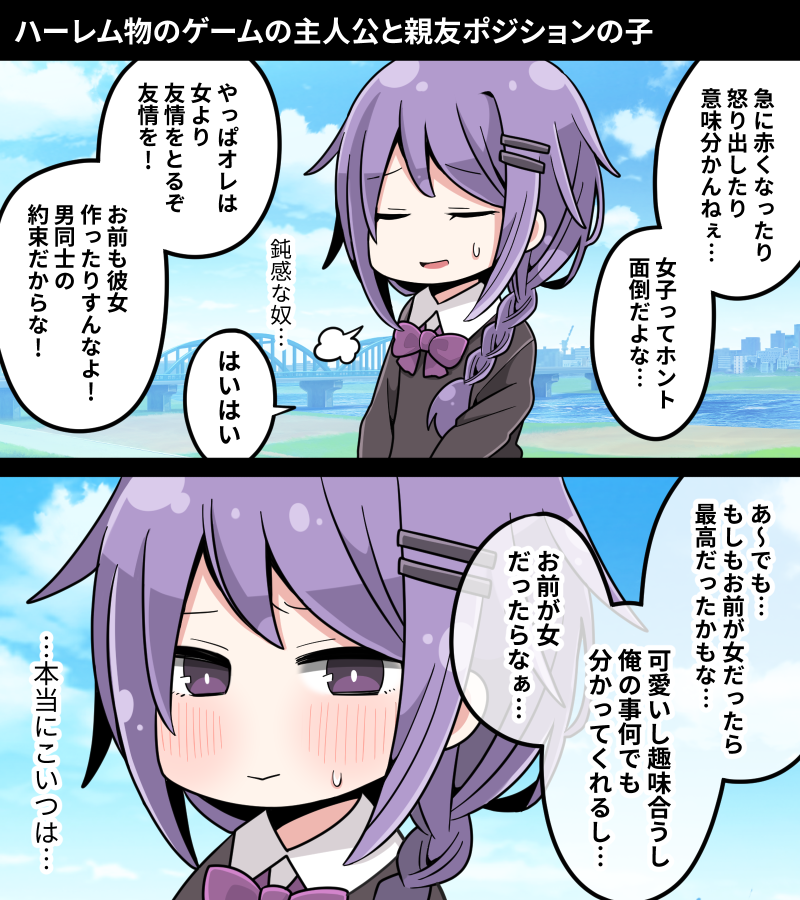 ハーレム物のゲームの主人公と親友ポジションの子
急に赤くなったり
怒り出したり
意味分かんねぇ…
女子ってホント
面倒だよな…
やっぱオレは
女より
友情をとるぞ
友情を！
お前も彼女
作ったりすんなよ！
男同士の
約束だからな！
鈍感な奴…
はいはい
あ～でも…
もしもお前が女だったら
最高だったかもな…
可愛いし趣味合うし
俺の事何でも
分かってくれるし…
お前が女
だったらなぁ…
…本当にこいつは…